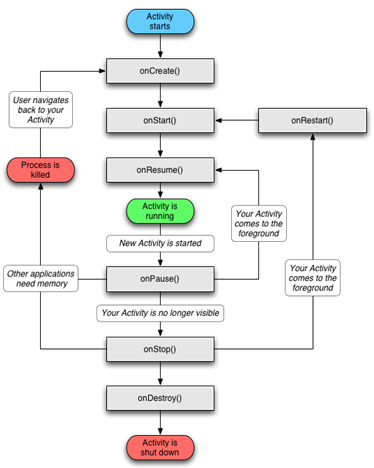 Activity
starts
onCreate()
User navigates
back to your
Activity
onStart()
onRestart()
Process is
killed
onResume()
Activity is
running
New Activity is started
Your Activity
comes to the
foreground
Other applications
need memory
onPause()
Your Activity
comes to the
foreground
Your Activity is no longer visible
onStop()
onDestroy()
Activity is
shut down